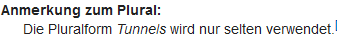 Anmerkung zum Plural:
Die Pluralform Tunnels wird nur selten verwendet.[